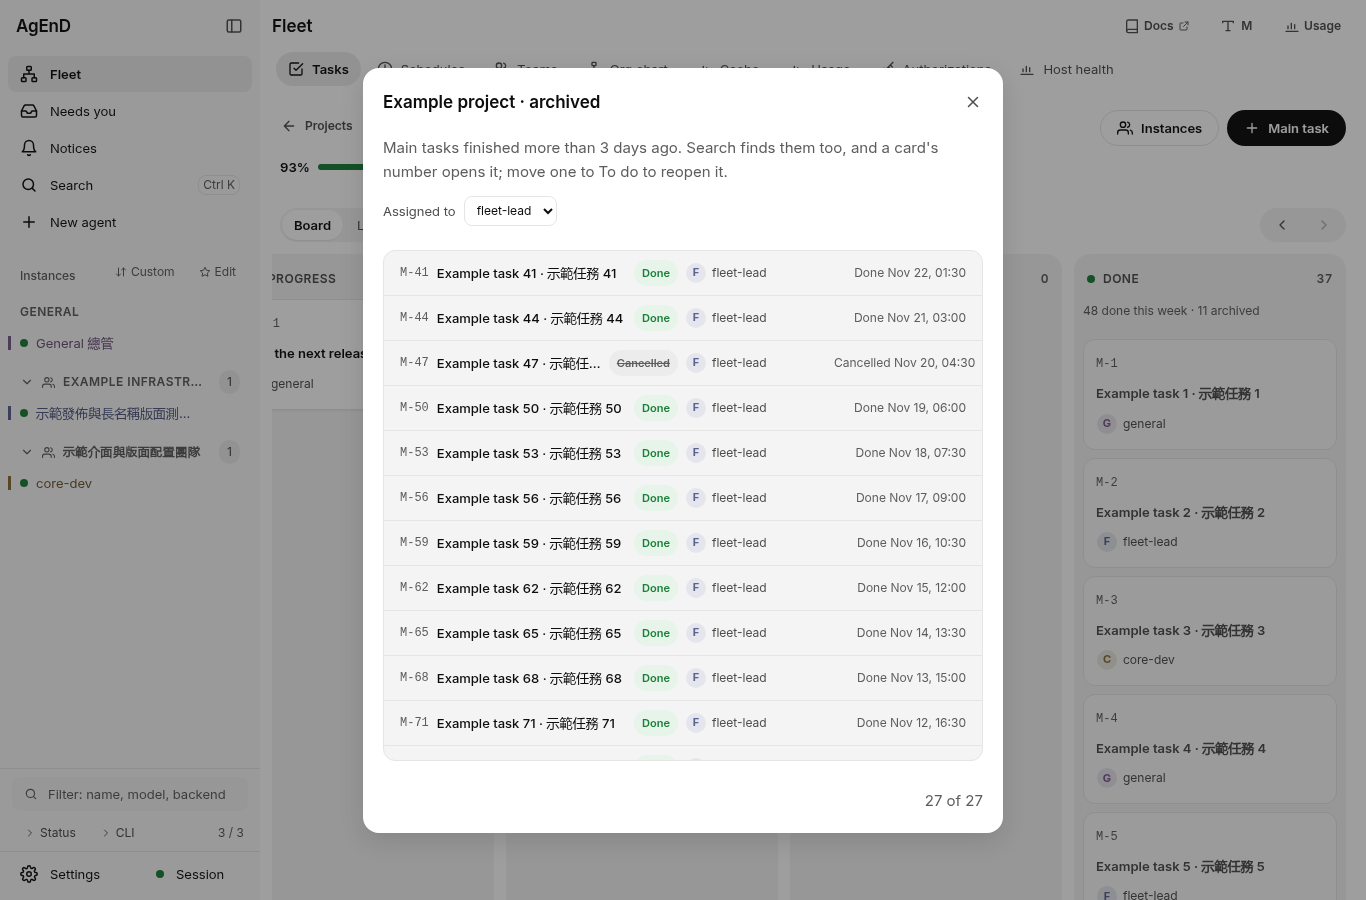 AgEnD
Fleet
Needs you
Notices
Search
Ctrl K
New agent
Instances
Custom
Edit
GENERAL
General 總管
EXAMPLE INFRASTR...
1
示範發佈與長名稱版面測...
示範介面與版面配置團隊
1
core-dev
Filter: name, model, backend
Status
CLI
3 / 3
Settings
Session
Fleet
Docs
M
Usage
Tasks
Host health
Projects
Instances
Main task
93%
Board
PROGRESS
1
the next releas
general
0
DONE
37
48 done this week · 11 archived
M-1
Example task 1 · 示範任務 1
G general
M-2
Example task 2 · 示範任務 2
F fleet-lead
M-3
Example task 3 · 示範任務 3
C core-dev
M-4
Example task 4 · 示範任務 4
G general
M-5
Example task 5 · 示範任務 5
F fleet-lead
Example project · archived
Main tasks finished more than 3 days ago. Search finds them too, and a card's
number opens it; move one to To do to reopen it.
Assigned to fleet-lead
M-41 Example task 41 · 示範任務 41 Done F fleet-lead Done Nov 22, 01:30
M-44 Example task 44 · 示範任務 44 Done F fleet-lead Done Nov 21, 03:00
M-47 Example task 47 · 示範任... Cancelled F fleet-lead Cancelled Nov 20, 04:30
M-50 Example task 50 · 示範任務 50 Done F fleet-lead Done Nov 19, 06:00
M-53 Example task 53 · 示範任務 53 Done F fleet-lead Done Nov 18, 07:30
M-56 Example task 56 · 示範任務 56 Done F fleet-lead Done Nov 17, 09:00
M-59 Example task 59 · 示範任務 59 Done F fleet-lead Done Nov 16, 10:30
M-62 Example task 62 · 示範任務 62 Done F fleet-lead Done Nov 15, 12:00
M-65 Example task 65 · 示範任務 65 Done F fleet-lead Done Nov 14, 13:30
M-68 Example task 68 · 示範任務 68 Done F fleet-lead Done Nov 13, 15:00
M-71 Example task 71 · 示範任務 71 Done F fleet-lead Done Nov 12, 16:30
27 of 27